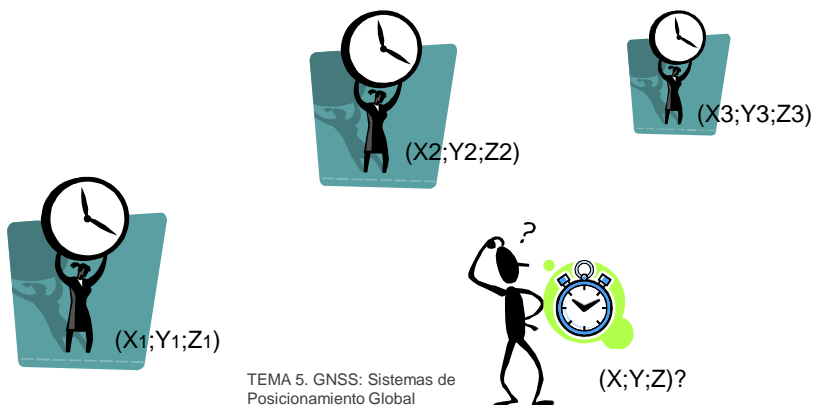 (X3;Y3;Z3)
(X2;Y2;Z2)
?
(X1;Y1;Z1)
(X;Y;Z)?
TEMA 5. GNSS: Sistemas de
Posicionamiento Global